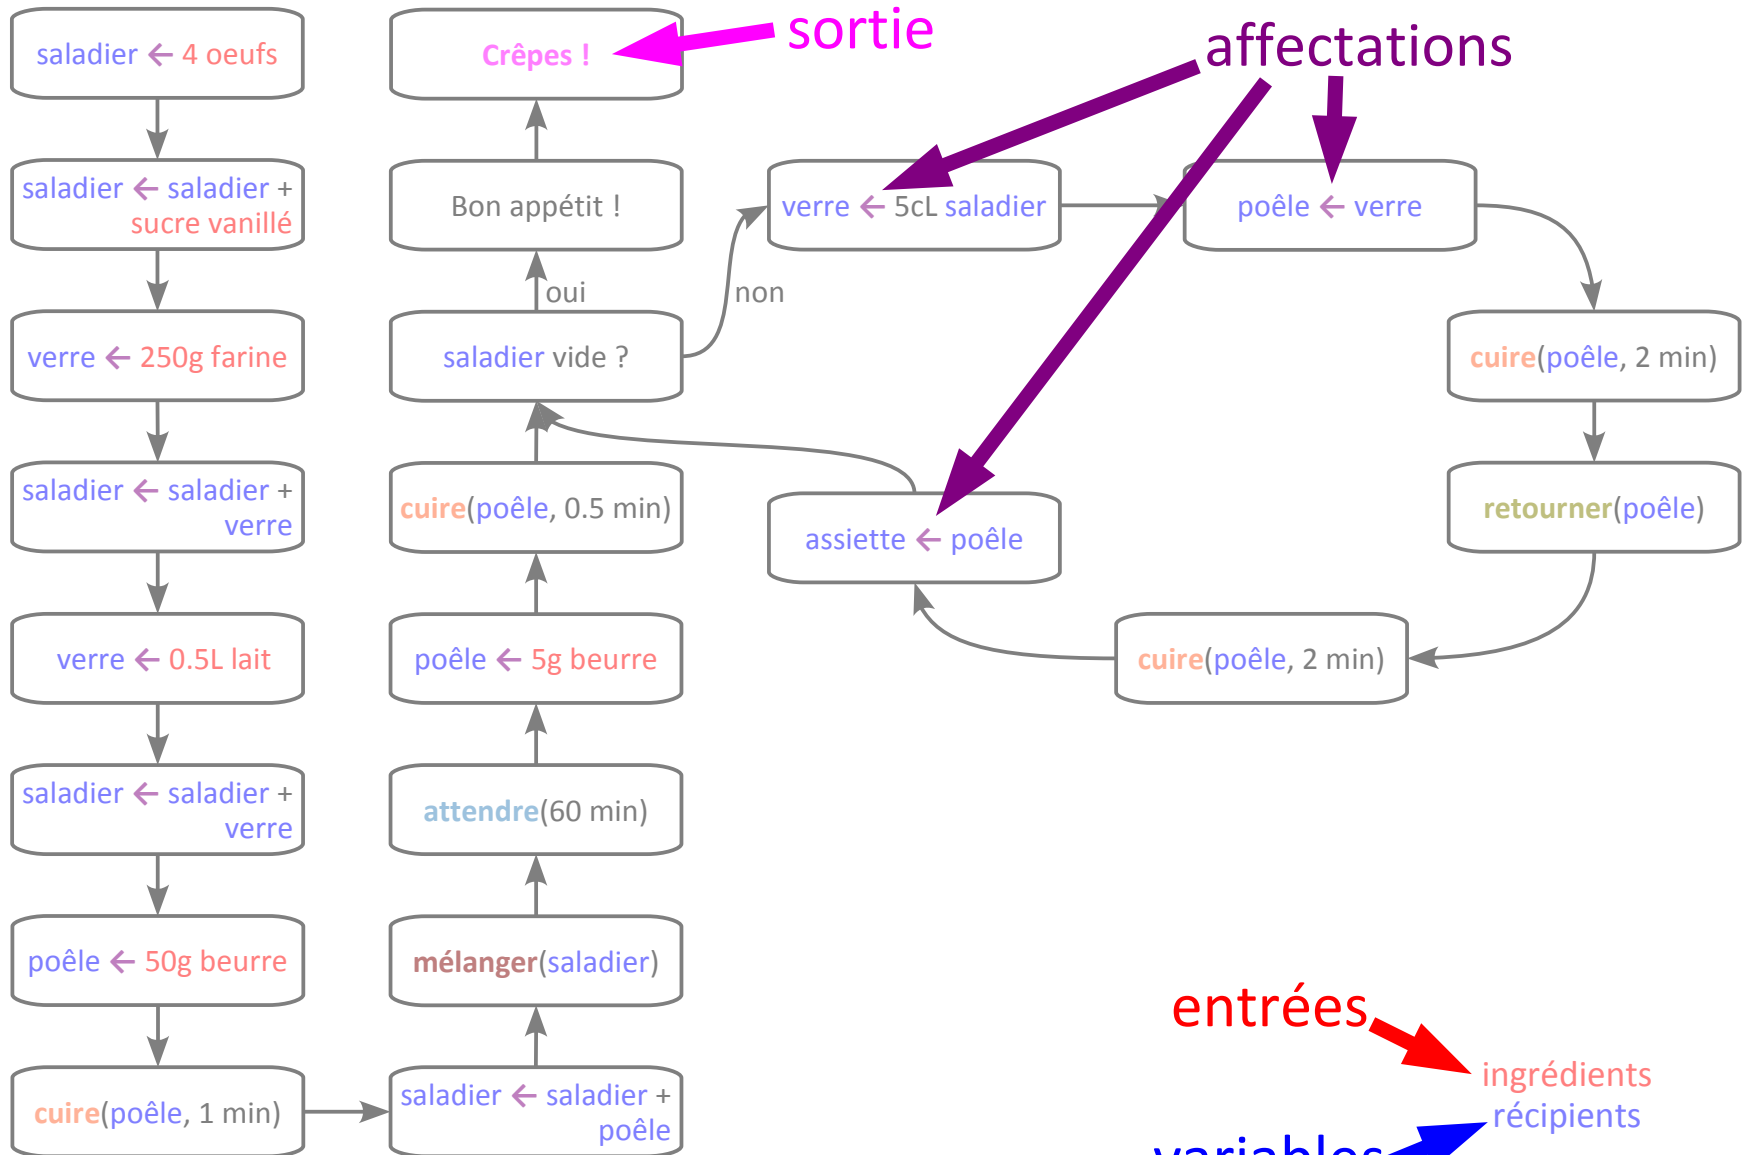 saladier ← 4 oeufs
saladier ← saladier +
sucre vanillé
verre ← 250g farine
saladier ← saladier +
verre
verre ← 0.5L lait
saladier ← saladier +
verre
poêle ← 50g beurre
cuire(poêle, 1 min)
saladier ← saladier +
poêle
mélanger(saladier)
attendre(60 min)
poêle ← 5g beurre
cuire(poêle, 0.5 min)
saladier vide ?
oui
non
Bon appétit !
Crêpes !
sortie
affectations
verre ← 5cL saladier
poêle ← verre
cuire(poêle, 2 min)
retourner(poêle)
cuire(poêle, 2 min)
assiette ← poêle
entrées
ingrédients
récipients
variables